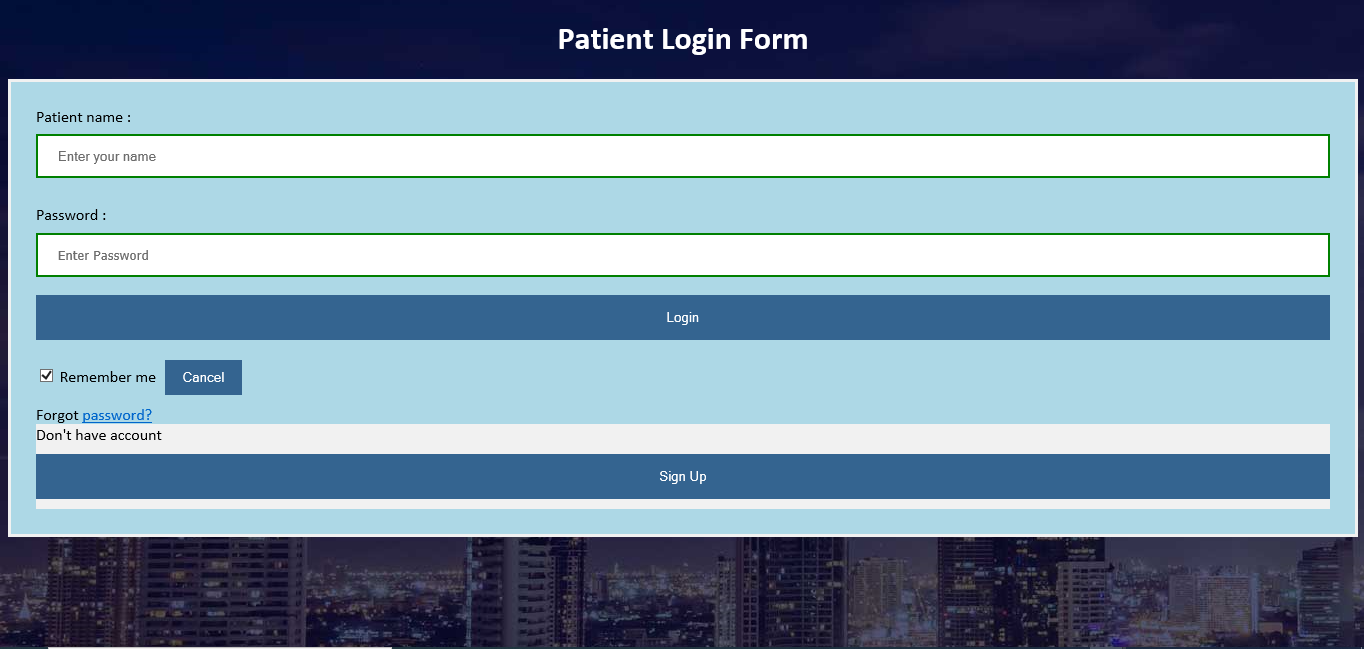 Patient Login Form
Patient name :
Enter your name
Password :
Enter Password
Login
Remember me Cancel
Forgot password?
Don't have account
Sign Up